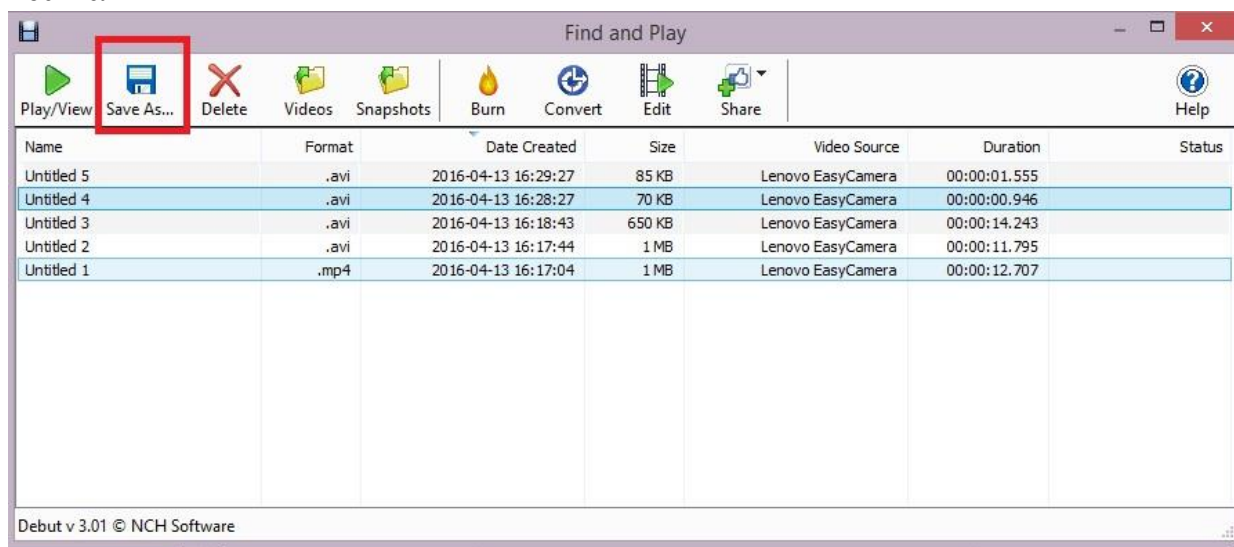 Find and Play
Play/View Save As... Delete Videos Snapshots Burn Convert Edit Share Help
Name Format Date Created Size Video Source Duration Status
Untitled 5 .avi 2016-04-13 16:29:27 85 KB Lenovo EasyCamera 00:00:01.555
Untitled 4 .avi 2016-04-13 16:28:27 70 KB Lenovo EasyCamera 00:00:00.946
Untitled 3 .avi 2016-04-13 16:18:43 650 KB Lenovo EasyCamera 00:00:14.243
Untitled 2 .avi 2016-04-13 16:17:44 1 MB Lenovo EasyCamera 00:00:11.795
Untitled 1 .mp4 2016-04-13 16:17:04 1 MB Lenovo EasyCamera 00:00:12.707
Debut v 3.01 © NCH Software